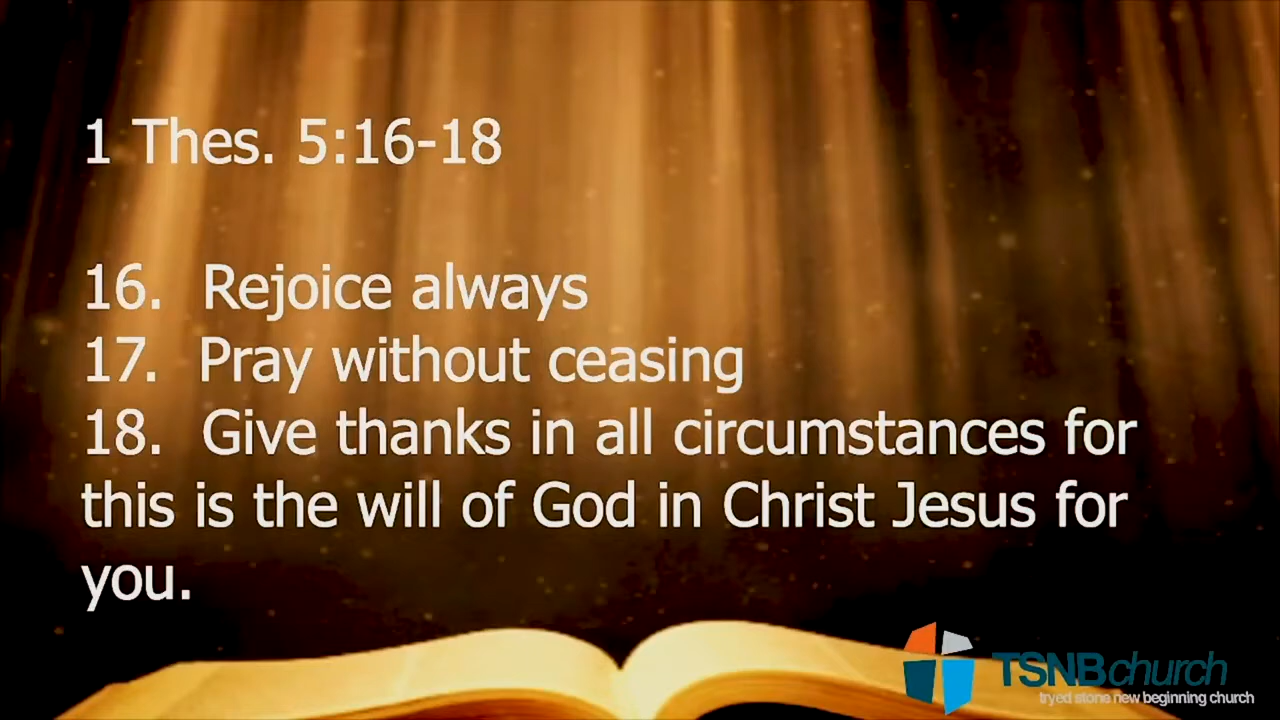 1 Thes. 5:16-18
16. Rejoice always
17. Pray without ceasing
18. Give thanks in all circumstances for
this is the will of God in Christ Jesus for
you.
TSNBchurch
tryed stone new beginning church